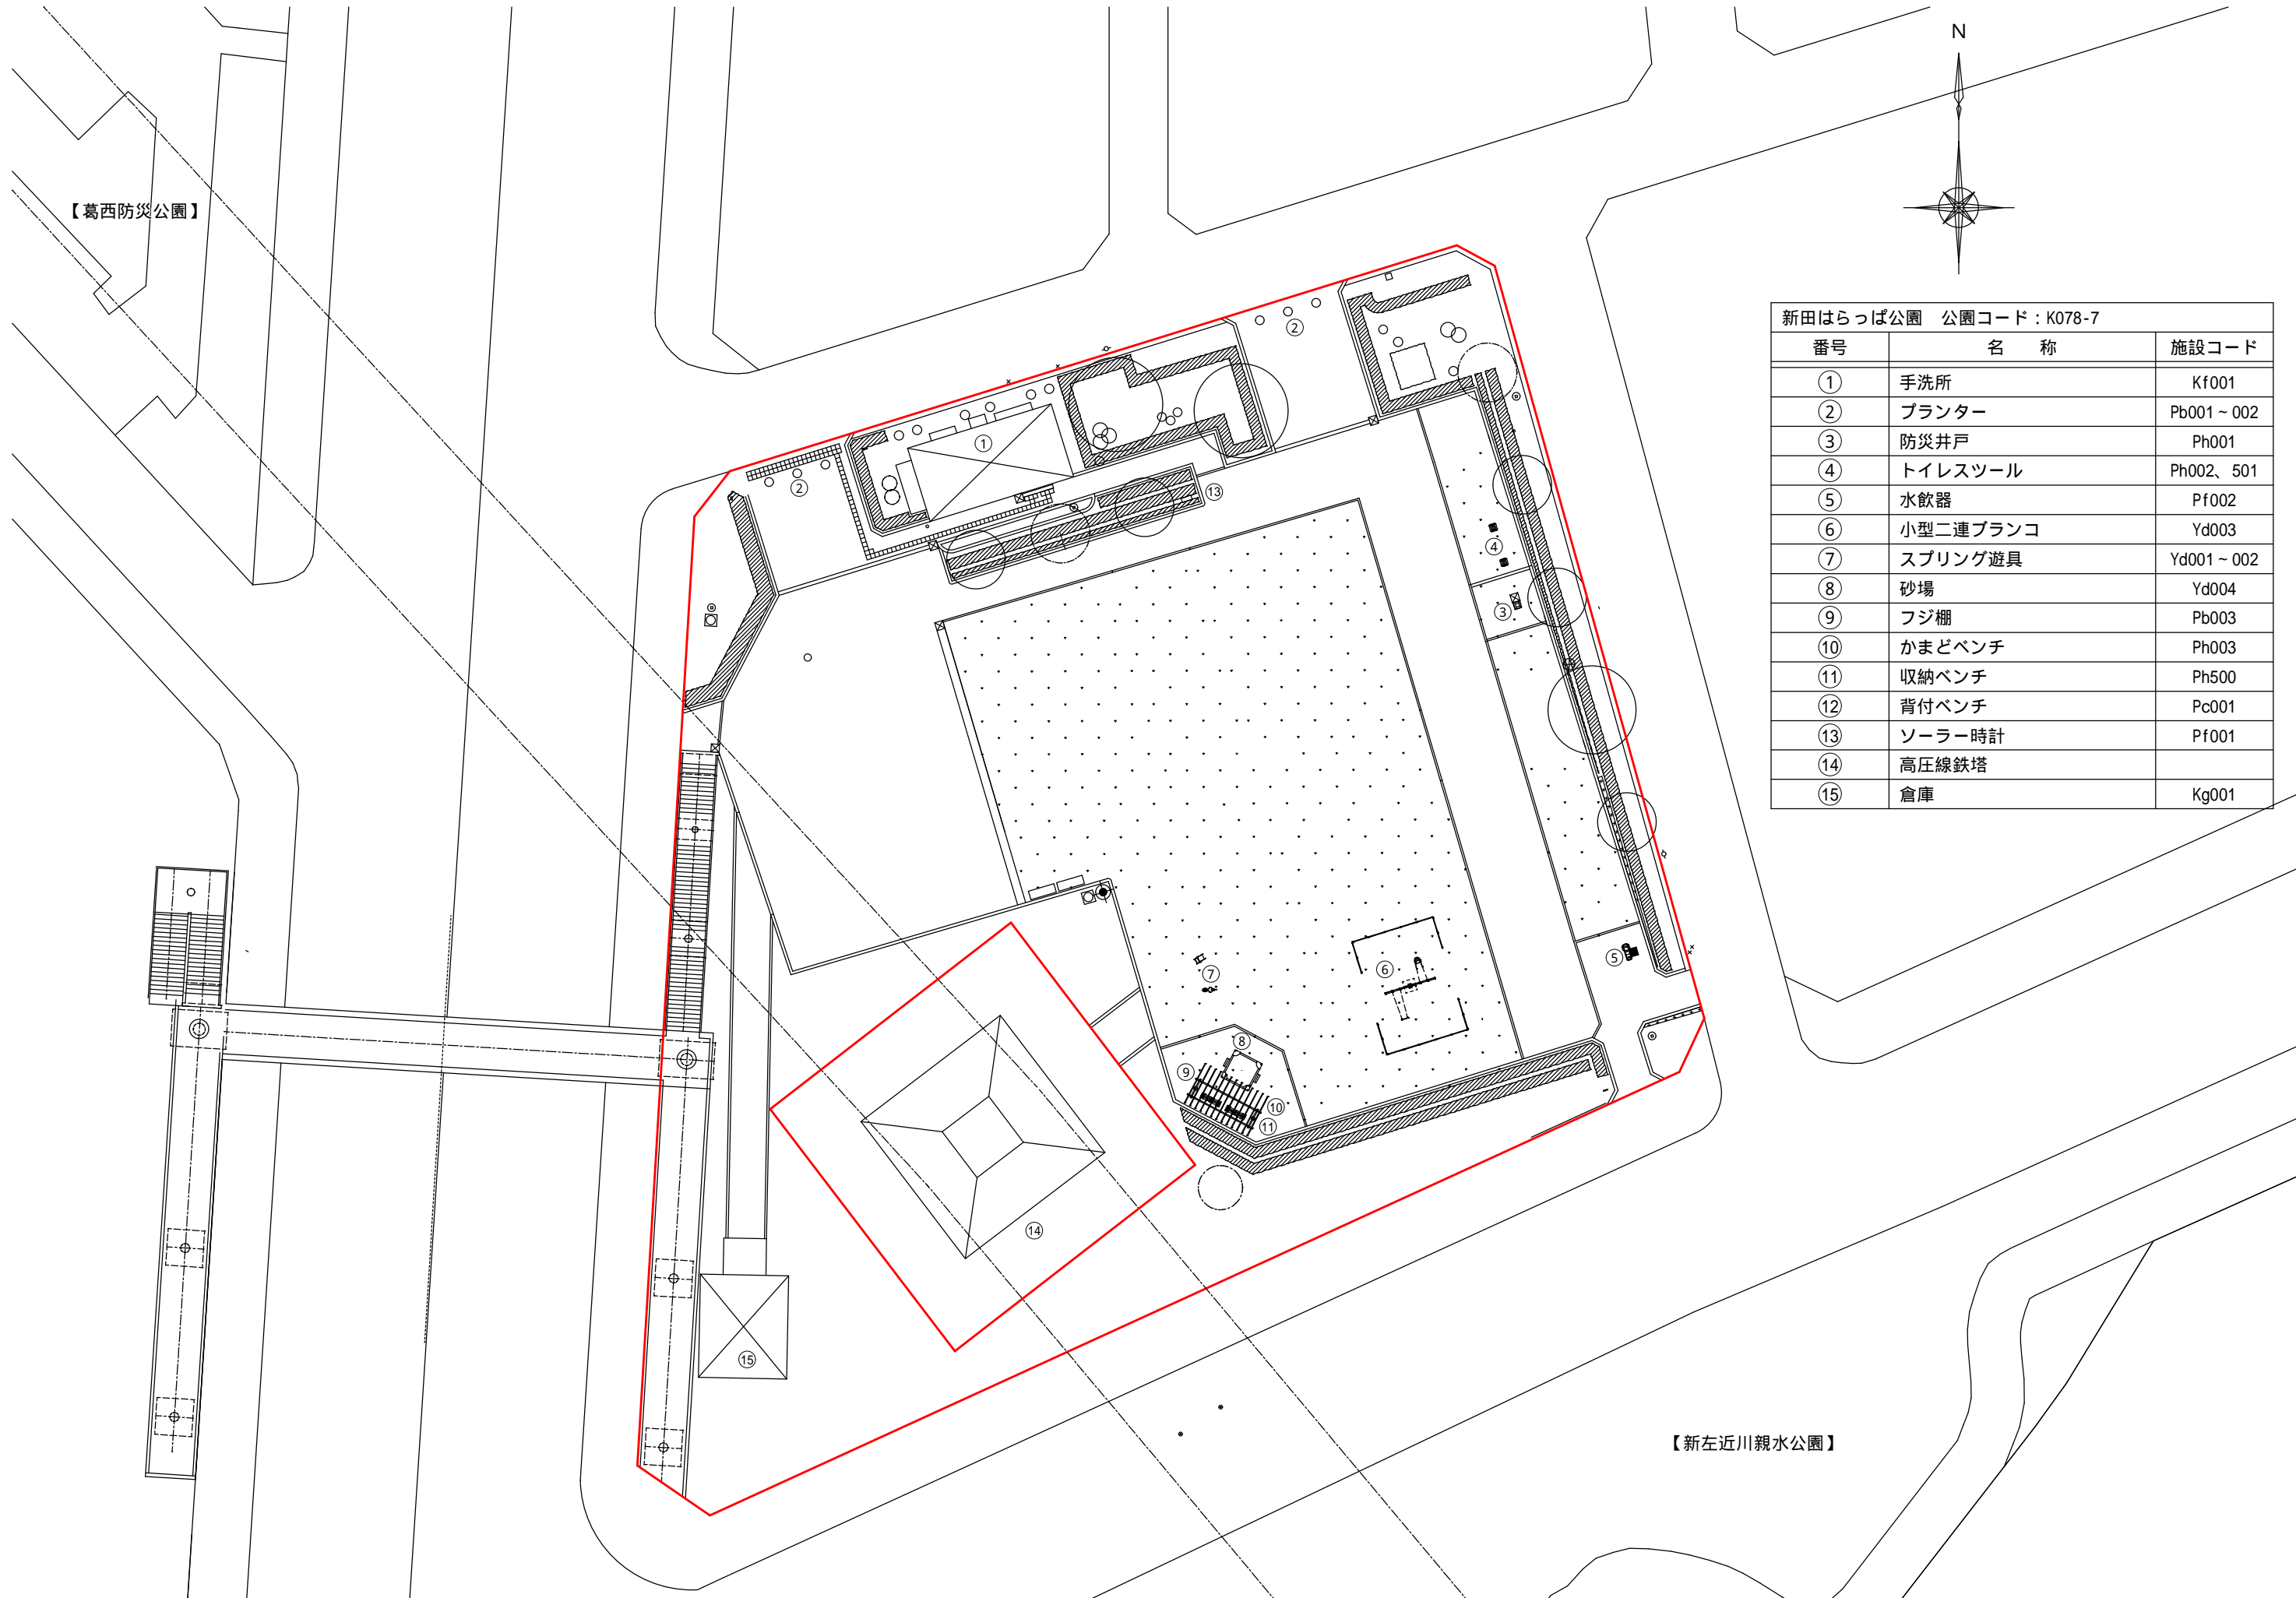 N
【葛西防災公園】
新田はらっぱ公園　公園コード：K078-7
番号 名　称 施設コード
① 手洗所 Kf001
② プランター Pb001～002
③ 防災井戸 Ph001
④ トイレスツール Ph002、501
⑤ 水飲器 Pf002
⑥ 小型二連ブランコ Yd003
⑦ スプリング遊具 Yd001～002
⑧ 砂場 Yd004
⑨ フジ棚 Pb003
⑩ かまどベンチ Ph003
⑪ 収納ベンチ Ph500
⑫ 背付ベンチ Pc001
⑬ ソーラー時計 Pf001
⑭ 高圧線鉄塔
⑮ 倉庫 Kg001
②
①
②
⑬
④
③
⑤
⑦
⑥
⑧
⑨
⑩
⑪
⑭
⑮
【新左近川親水公園】